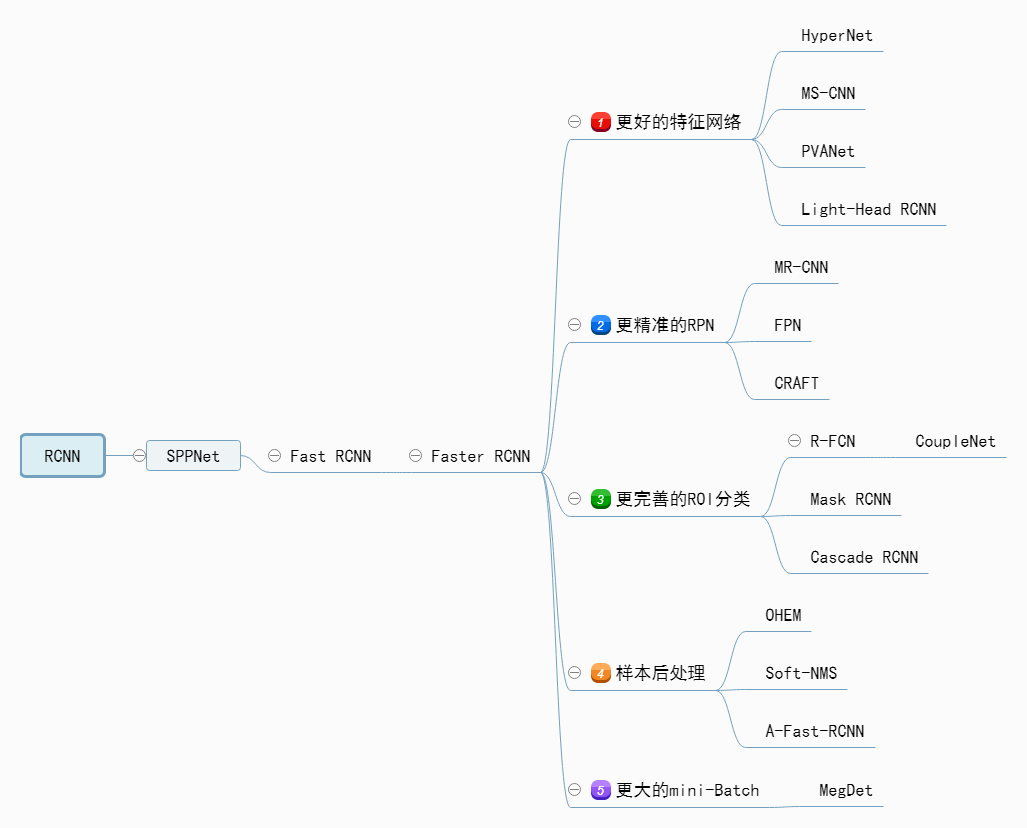 RCNN
SPPNet
Fast RCNN
Faster RCNN
1 更好的特征网络
HyperNet
MS-CNN
PVANet
Light-Head RCNN
2 更精准的RPN
MR-CNN
FPN
CRAFT
3 更完善的ROI分类
R-FCN
CoupleNet
Mask RCNN
Cascade RCNN
4 样本后处理
OHEM
Soft-NMS
A-Fast-RCNN
5 更大的mini-Batch
MegDet